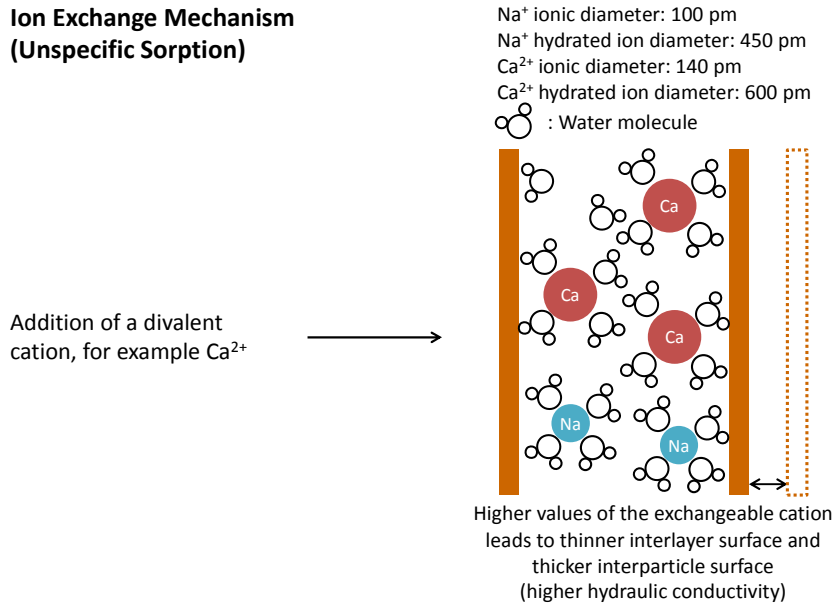 Ion Exchange Mechanism
(Unspecific Sorption)
Na⁺ ionic diameter: 100 pm
Na⁺ hydrated ion diameter: 450 pm
Ca²⁺ ionic diameter: 140 pm
Ca²⁺ hydrated ion diameter: 600 pm
: Water molecule
Ca
Ca
Ca
Addition of a divalent
cation, for example Ca²⁺
Na
Na
Higher values of the exchangeable cation
leads to thinner interlayer surface and
thicker interparticle surface
(higher hydraulic conductivity)